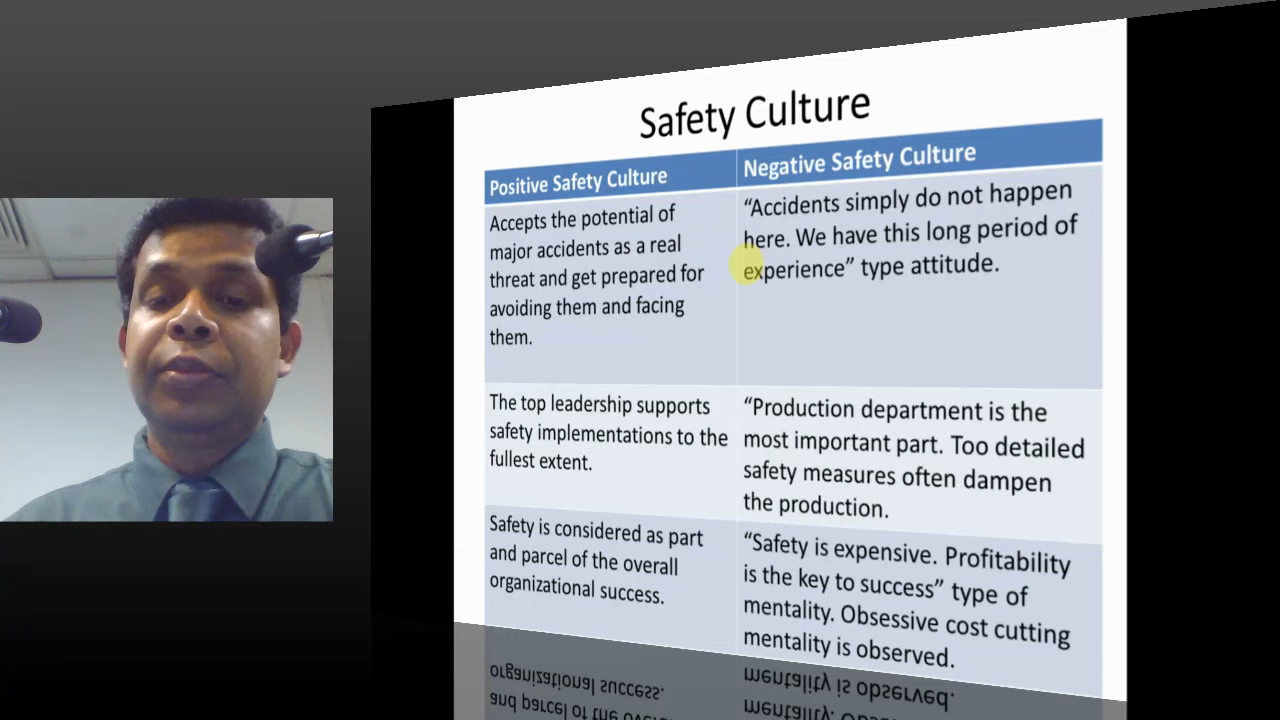 Safety Culture
Positive Safety Culture
Negative Safety Culture
Accepts the potential of
major accidents as a real
threat and get prepared for
avoiding them and facing
them.
“Accidents simply do not happen
here. We have this long period of
experience” type attitude.
The top leadership supports
safety implementations to the
fullest extent.
“Production department is the
most important part. Too detailed
safety measures often dampen
the production.
Safety is considered as part
and parcel of the overall
organizational success.
“Safety is expensive. Profitability
is the key to success” type of
mentality. Obsessive cost cutting
mentality is observed.